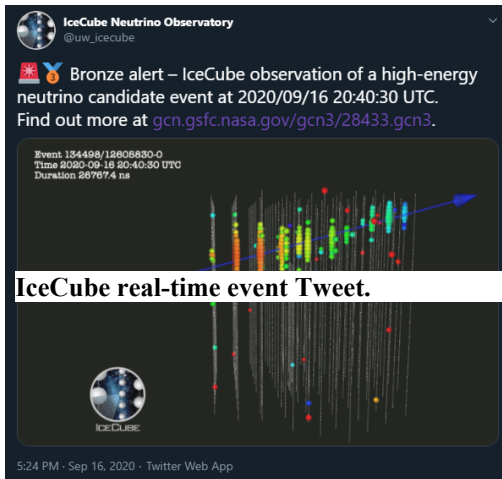 IceCube Neutrino Observatory
@uw_icecube
🚨🥉 Bronze alert – IceCube observation of a high-energy
neutrino candidate event at 2020/09/16 20:40:30 UTC.
Find out more at gcn.gsfc.nasa.gov/gcn3/28433.gcn3.
Event 134498/12605830-0
Time 2020-09-16 20:40:30 UTC
Duration 26767.4 ns
IceCube real-time event Tweet.
ICECUBE
5:24 PM · Sep 16, 2020 · Twitter Web App